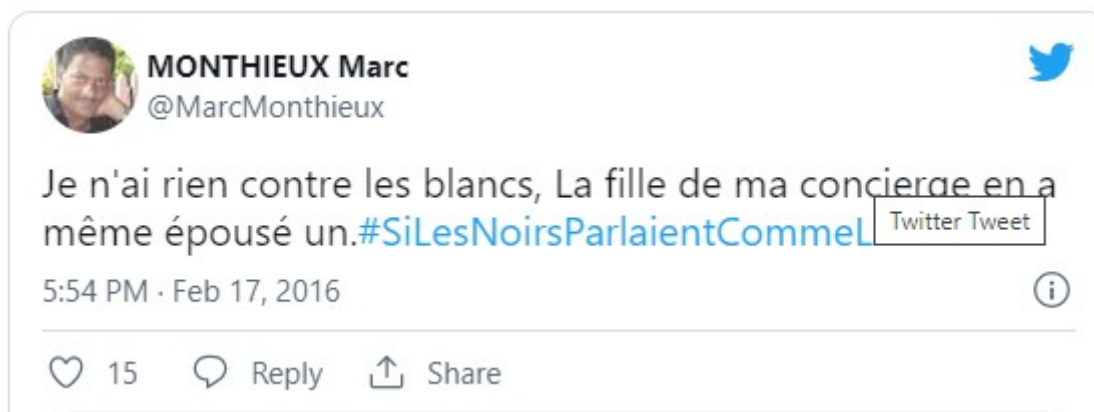 MONTHIEUX Marc
@MarcMonthieux
Je n'ai rien contre les blancs, La fille de ma concierge en a
même épousé un.#SiLesNoirsParlaientCommeL
Twitter Tweet
5:54 PM · Feb 17, 2016
15 Reply Share